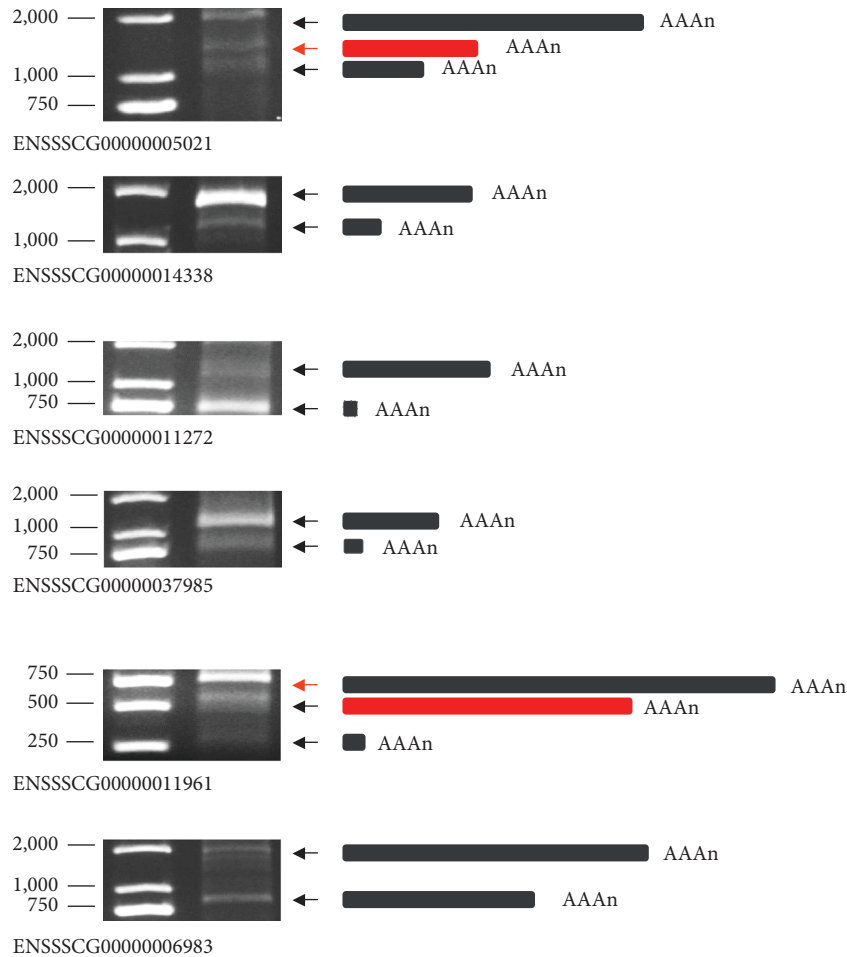 2,000
AAAn
AAAn
1,000
AAAn
750
ENSSSCG00000005021
2,000
AAAn
AAAn
1,000
ENSSSCG00000014338
2,000
AAAn
1,000
750
AAAn
ENSSSCG00000011272
2,000
AAAn
1,000
AAAn
750
ENSSSCG00000037985
750
AAAn
500
AAAn
250
AAAn
ENSSSCG00000011961
2,000
AAAn
1,000
AAAn
750
ENSSSCG00000006983